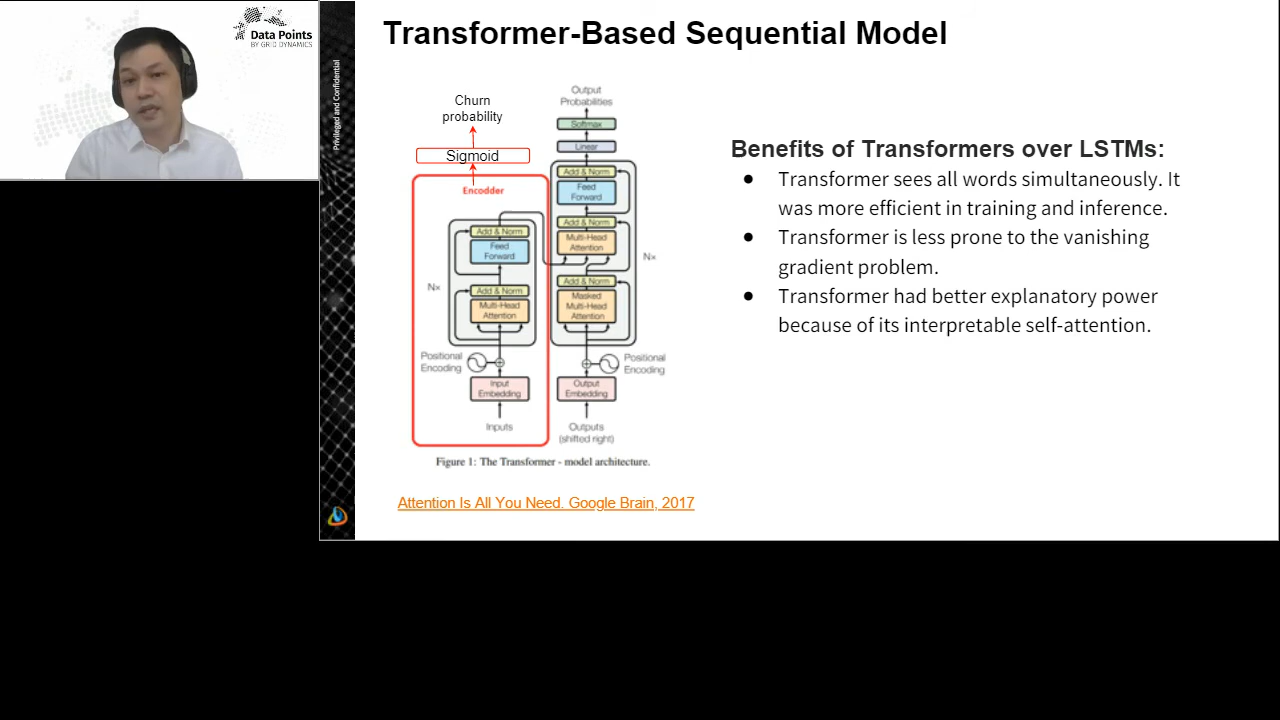 Data Points
BY GRID DYNAMICS
Privileged and Confidential
Transformer-Based Sequential Model
Churn
probability
Sigmoid
Encodder
Add & Norm
Feed
Forward
Add & Norm
Multi-Head
Attention
N×
Positional
Encoding
Input
Embedding
Inputs
Output
Probabilities
Softmax
Linear
Add & Norm
Feed
Forward
Add & Norm
Multi-Head
Attention
N×
Add & Norm
Masked
Multi-Head
Attention
Positional
Encoding
Output
Embedding
Outputs
(shifted right)
Figure 1: The Transformer - model architecture.
Attention Is All You Need. Google Brain, 2017
Benefits of Transformers over LSTMs:
● Transformer sees all words simultaneously. It
was more efficient in training and inference.
● Transformer is less prone to the vanishing
gradient problem.
● Transformer had better explanatory power
because of its interpretable self-attention.